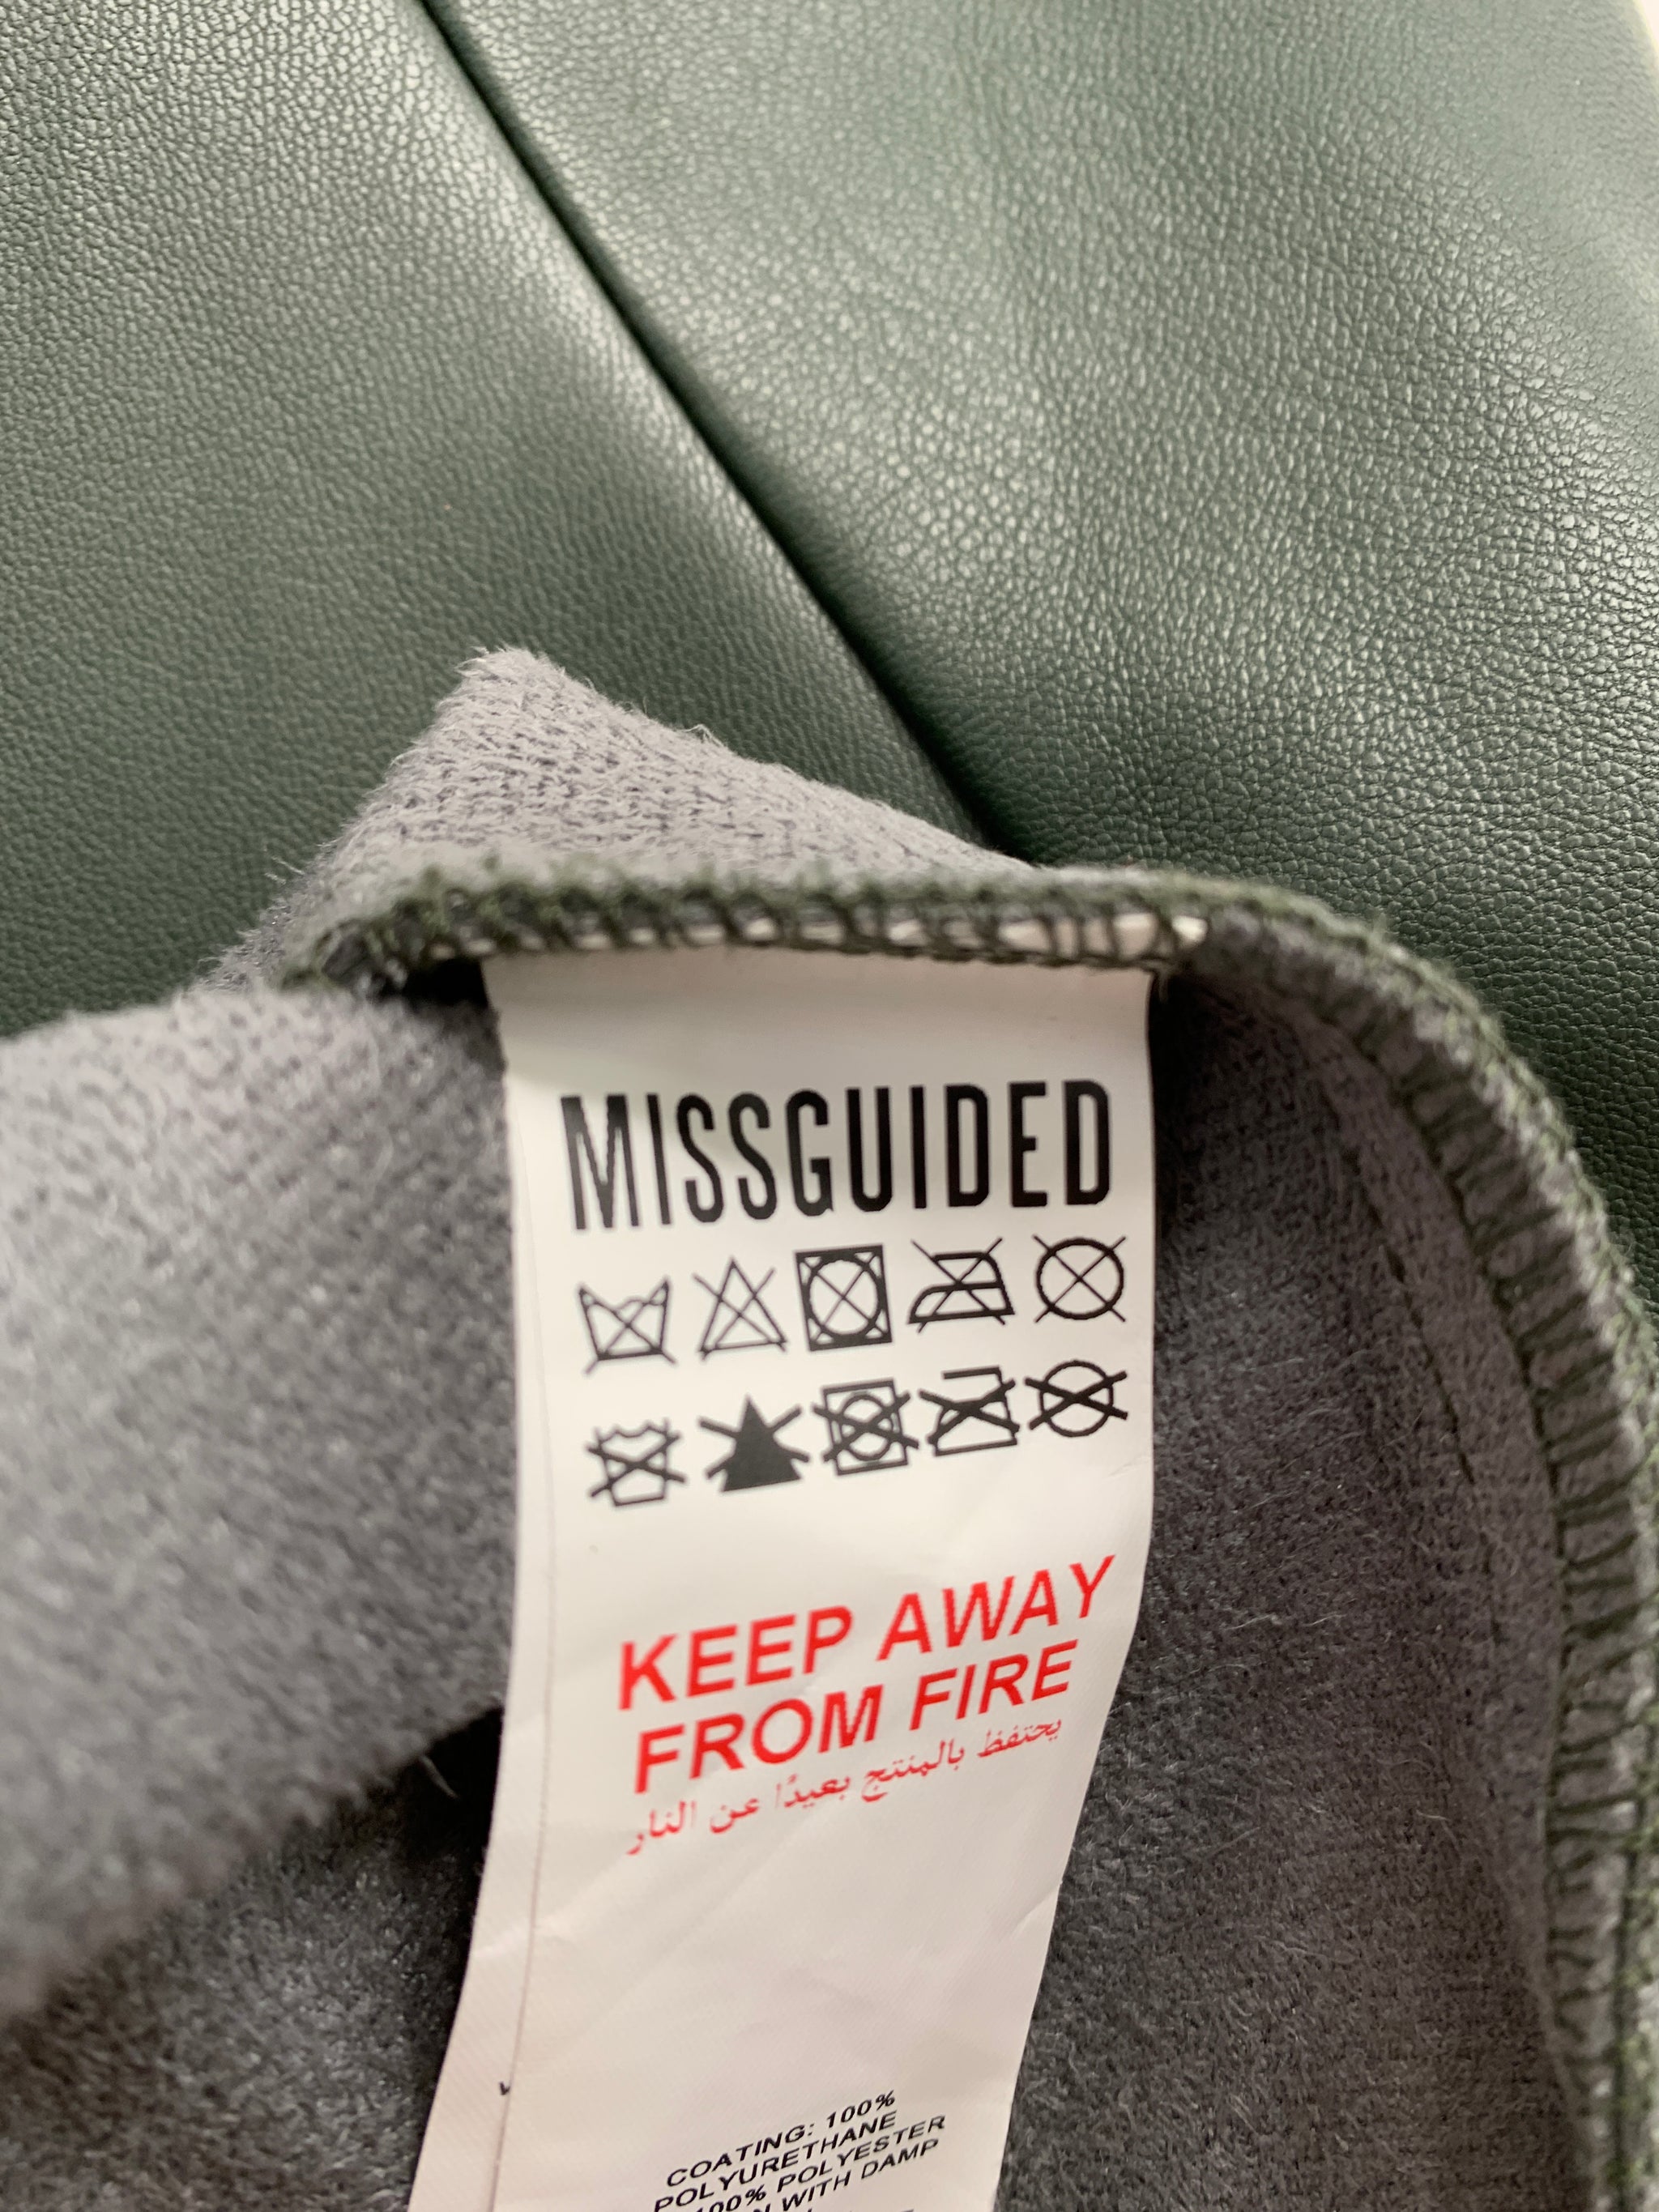 MISSGUIDED
KEEP AWAY
FROM FIRE
يحتفظ بالمنتج بعيدًا عن النار
COATING: 100%
POLYURETHANE
100% POLYESTER
WITH DAMP